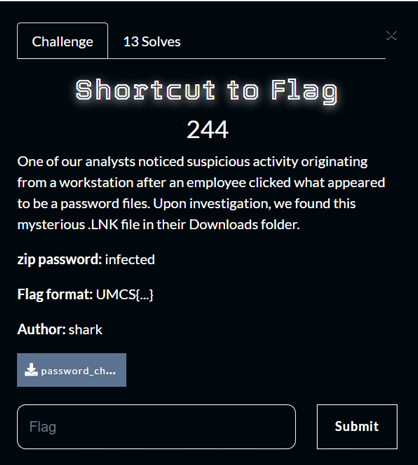 Challenge
13 Solves
Shortcut to Flag
244
One of our analysts noticed suspicious activity originating
from a workstation after an employee clicked what appeared
to be a password files. Upon investigation, we found this
mysterious .LNK file in their Downloads folder.
zip password: infected
Flag format: UMCS{...}
Author: shark
password_ch...
Flag
Submit